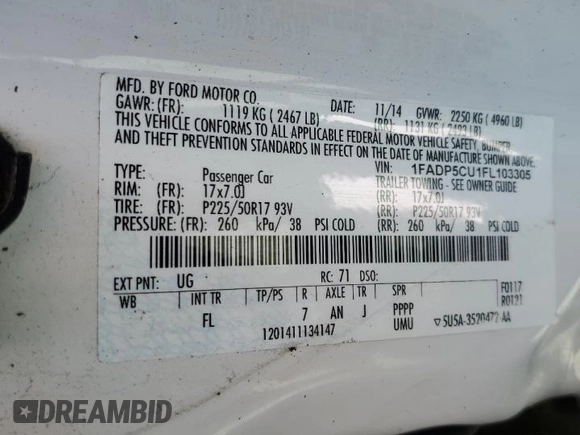 MFD. BY FORD MOTOR CO.
DATE: 11/14 GVWR: 2250 KG ( 4960 LB)
GAWR: (FR): 1119 KG ( 2467 LB) (RR): 1131 KG ( 2493 LB)
THIS VEHICLE CONFORMS TO ALL APPLICABLE FEDERAL MOTOR VEHICLE SAFETY, BUMPER,
AND THEFT PREVENTION STANDARDS IN EFFECT ON THE DATE OF MANUFACTURE SHOWN ABOVE.
VIN: 1FADP5CU1FL103305
TYPE: Passenger Car TRAILER TOWING - SEE OWNER GUIDE
RIM: (FR): 17x7.0J (RR): 17x7.0J
TIRE: (FR): P225/50R17 93V (RR): P225/50R17 93V
PRESSURE: (FR): 260 kPa/ 38 PSI COLD (RR): 260 kPa/ 38 PSI COLD
EXT PNT: UG RC: 71 DSO: F0117
WB INT TR TP/PS R AXLE TR SPR R0121
FL 7 AN J PPPP
1201411134147 UMU ▽5U5A-3520472-AA
DREAMBID